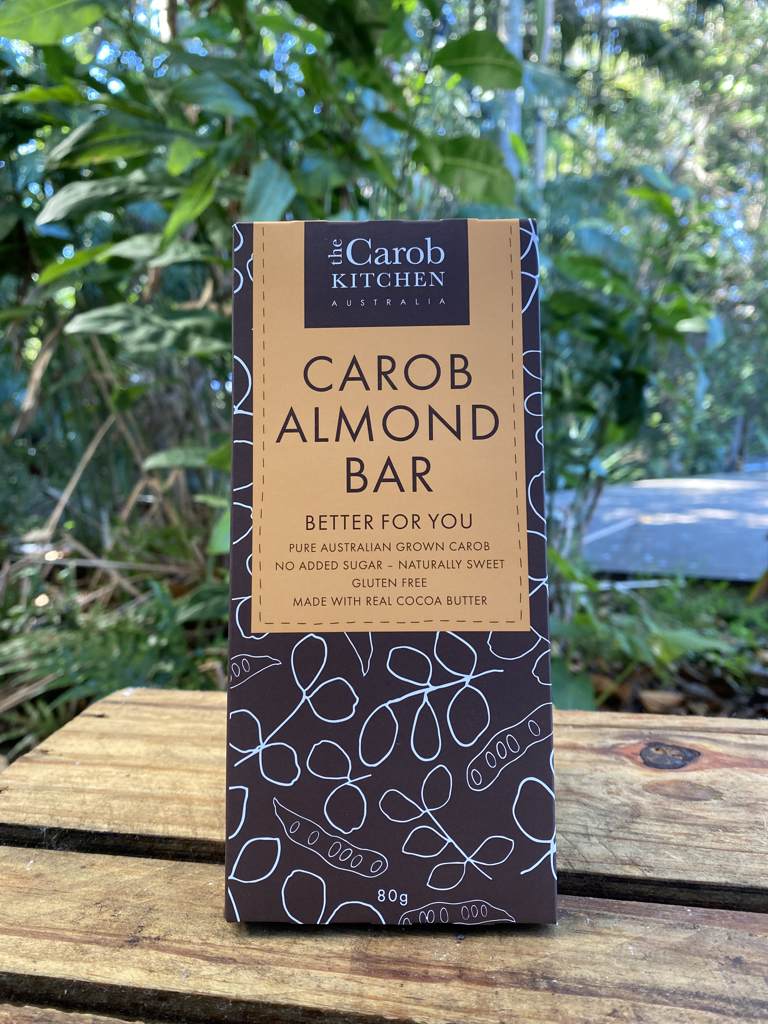 the Carob
KITCHEN
AUSTRALIA
CAROB
ALMOND
BAR
BETTER FOR YOU
PURE AUSTRALIAN GROWN CAROB
NO ADDED SUGAR – NATURALLY SWEET
GLUTEN FREE
MADE WITH REAL COCOA BUTTER
80g